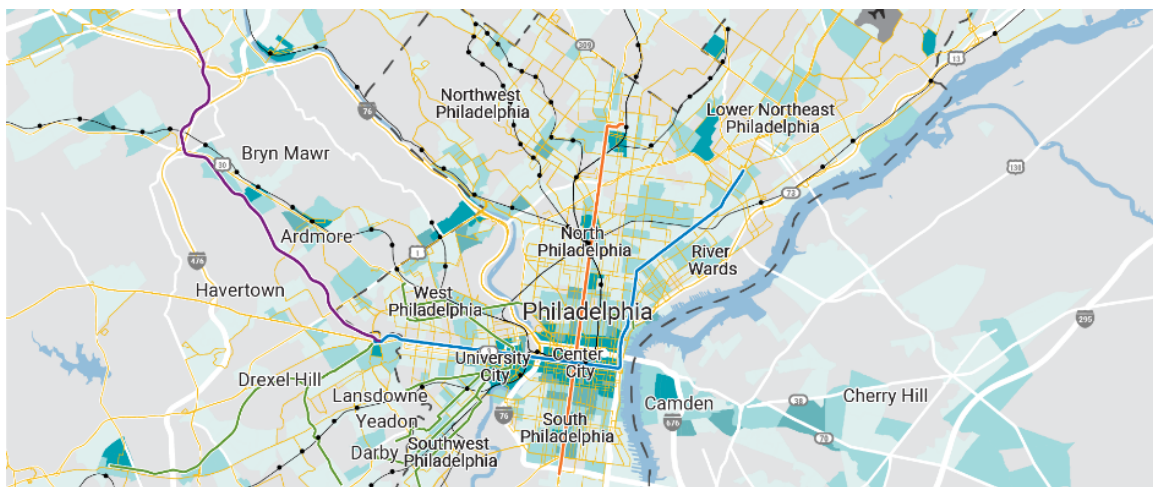 309
13
Northwest
Philadelphia
76
Lower Northeast
Philadelphia
Bryn Mawr
30
130
73
Ardmore
North
Philadelphia
1
River
Wards
476
Havertown
West
Philadelphia
Philadelphia
295
University
City
Center
City
Drexel Hill
Lansdowne
Camden
38
Cherry Hill
Yeadon
76
676
South
Philadelphia
70
Darby
Southwest
Philadelphia